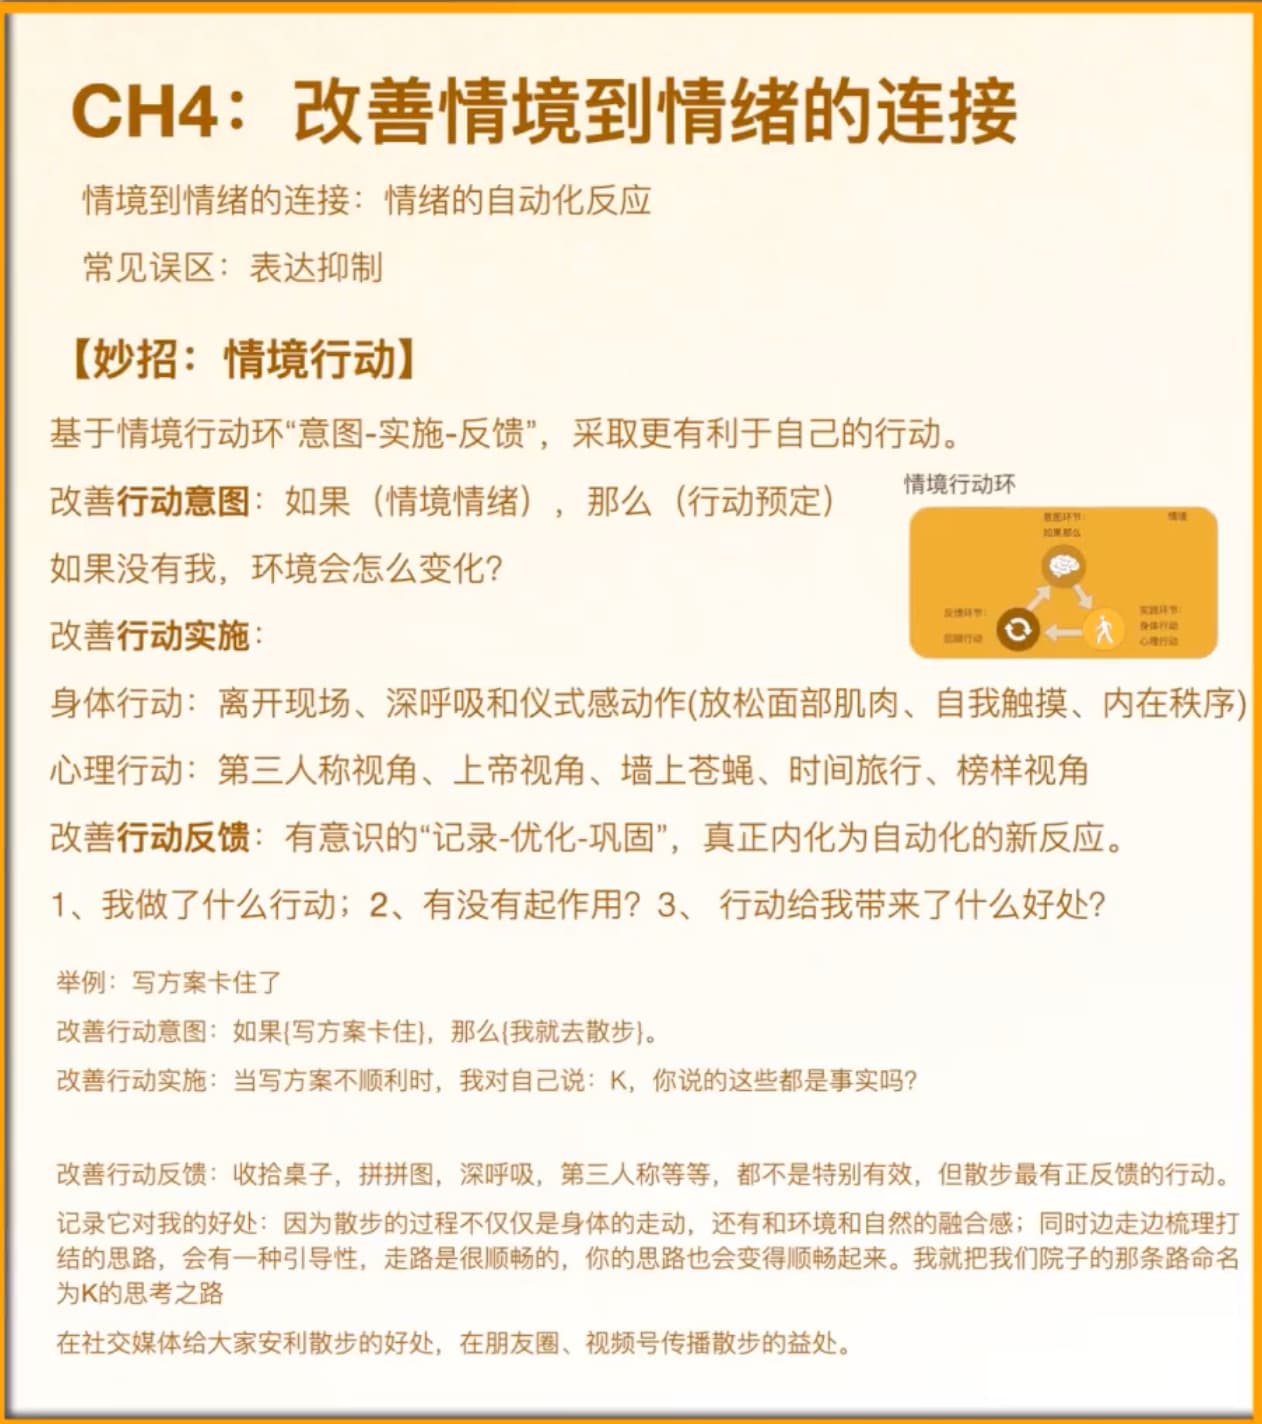 CH4：改善情境到情绪的连接
情境到情绪的连接：情绪的自动化反应
常见误区：表达抑制
【妙招：情境行动】
基于情境行动环“意图-实施-反馈”，采取更有利于自己的行动。
改善行动意图：如果（情境情绪），那么（行动预定）
情境行动环
意图环节：
如果那么
情境
反馈环节：
回顾行动
实践环节：
身体行动
心理行动
如果没有我，环境会怎么变化？
改善行动实施：
身体行动：离开现场、深呼吸和仪式感动作(放松面部肌肉、自我触摸、内在秩序)
心理行动：第三人称视角、上帝视角、墙上苍蝇、时间旅行、榜样视角
改善行动反馈：有意识的“记录-优化-巩固”，真正内化为自动化的新反应。
1、我做了什么行动；2、有没有起作用？3、 行动给我带来了什么好处？
举例：写方案卡住了
改善行动意图：如果{写方案卡住}，那么{我就去散步}。
改善行动实施：当写方案不顺利时，我对自己说：K，你说的这些都是事实吗？
改善行动反馈：收拾桌子，拼拼图，深呼吸，第三人称等等，都不是特别有效，但散步最有正反馈的行动。
记录它对我的好处：因为散步的过程不仅仅是身体的走动，还有和环境和自然的融合感；同时边走边梳理打
结的思路，会有一种引导性，走路是很顺畅的，你的思路也会变得顺畅起来。我就把我们院子的那条路命名
为K的思考之路
在社交媒体给大家安利散步的好处，在朋友圈、视频号传播散步的益处。